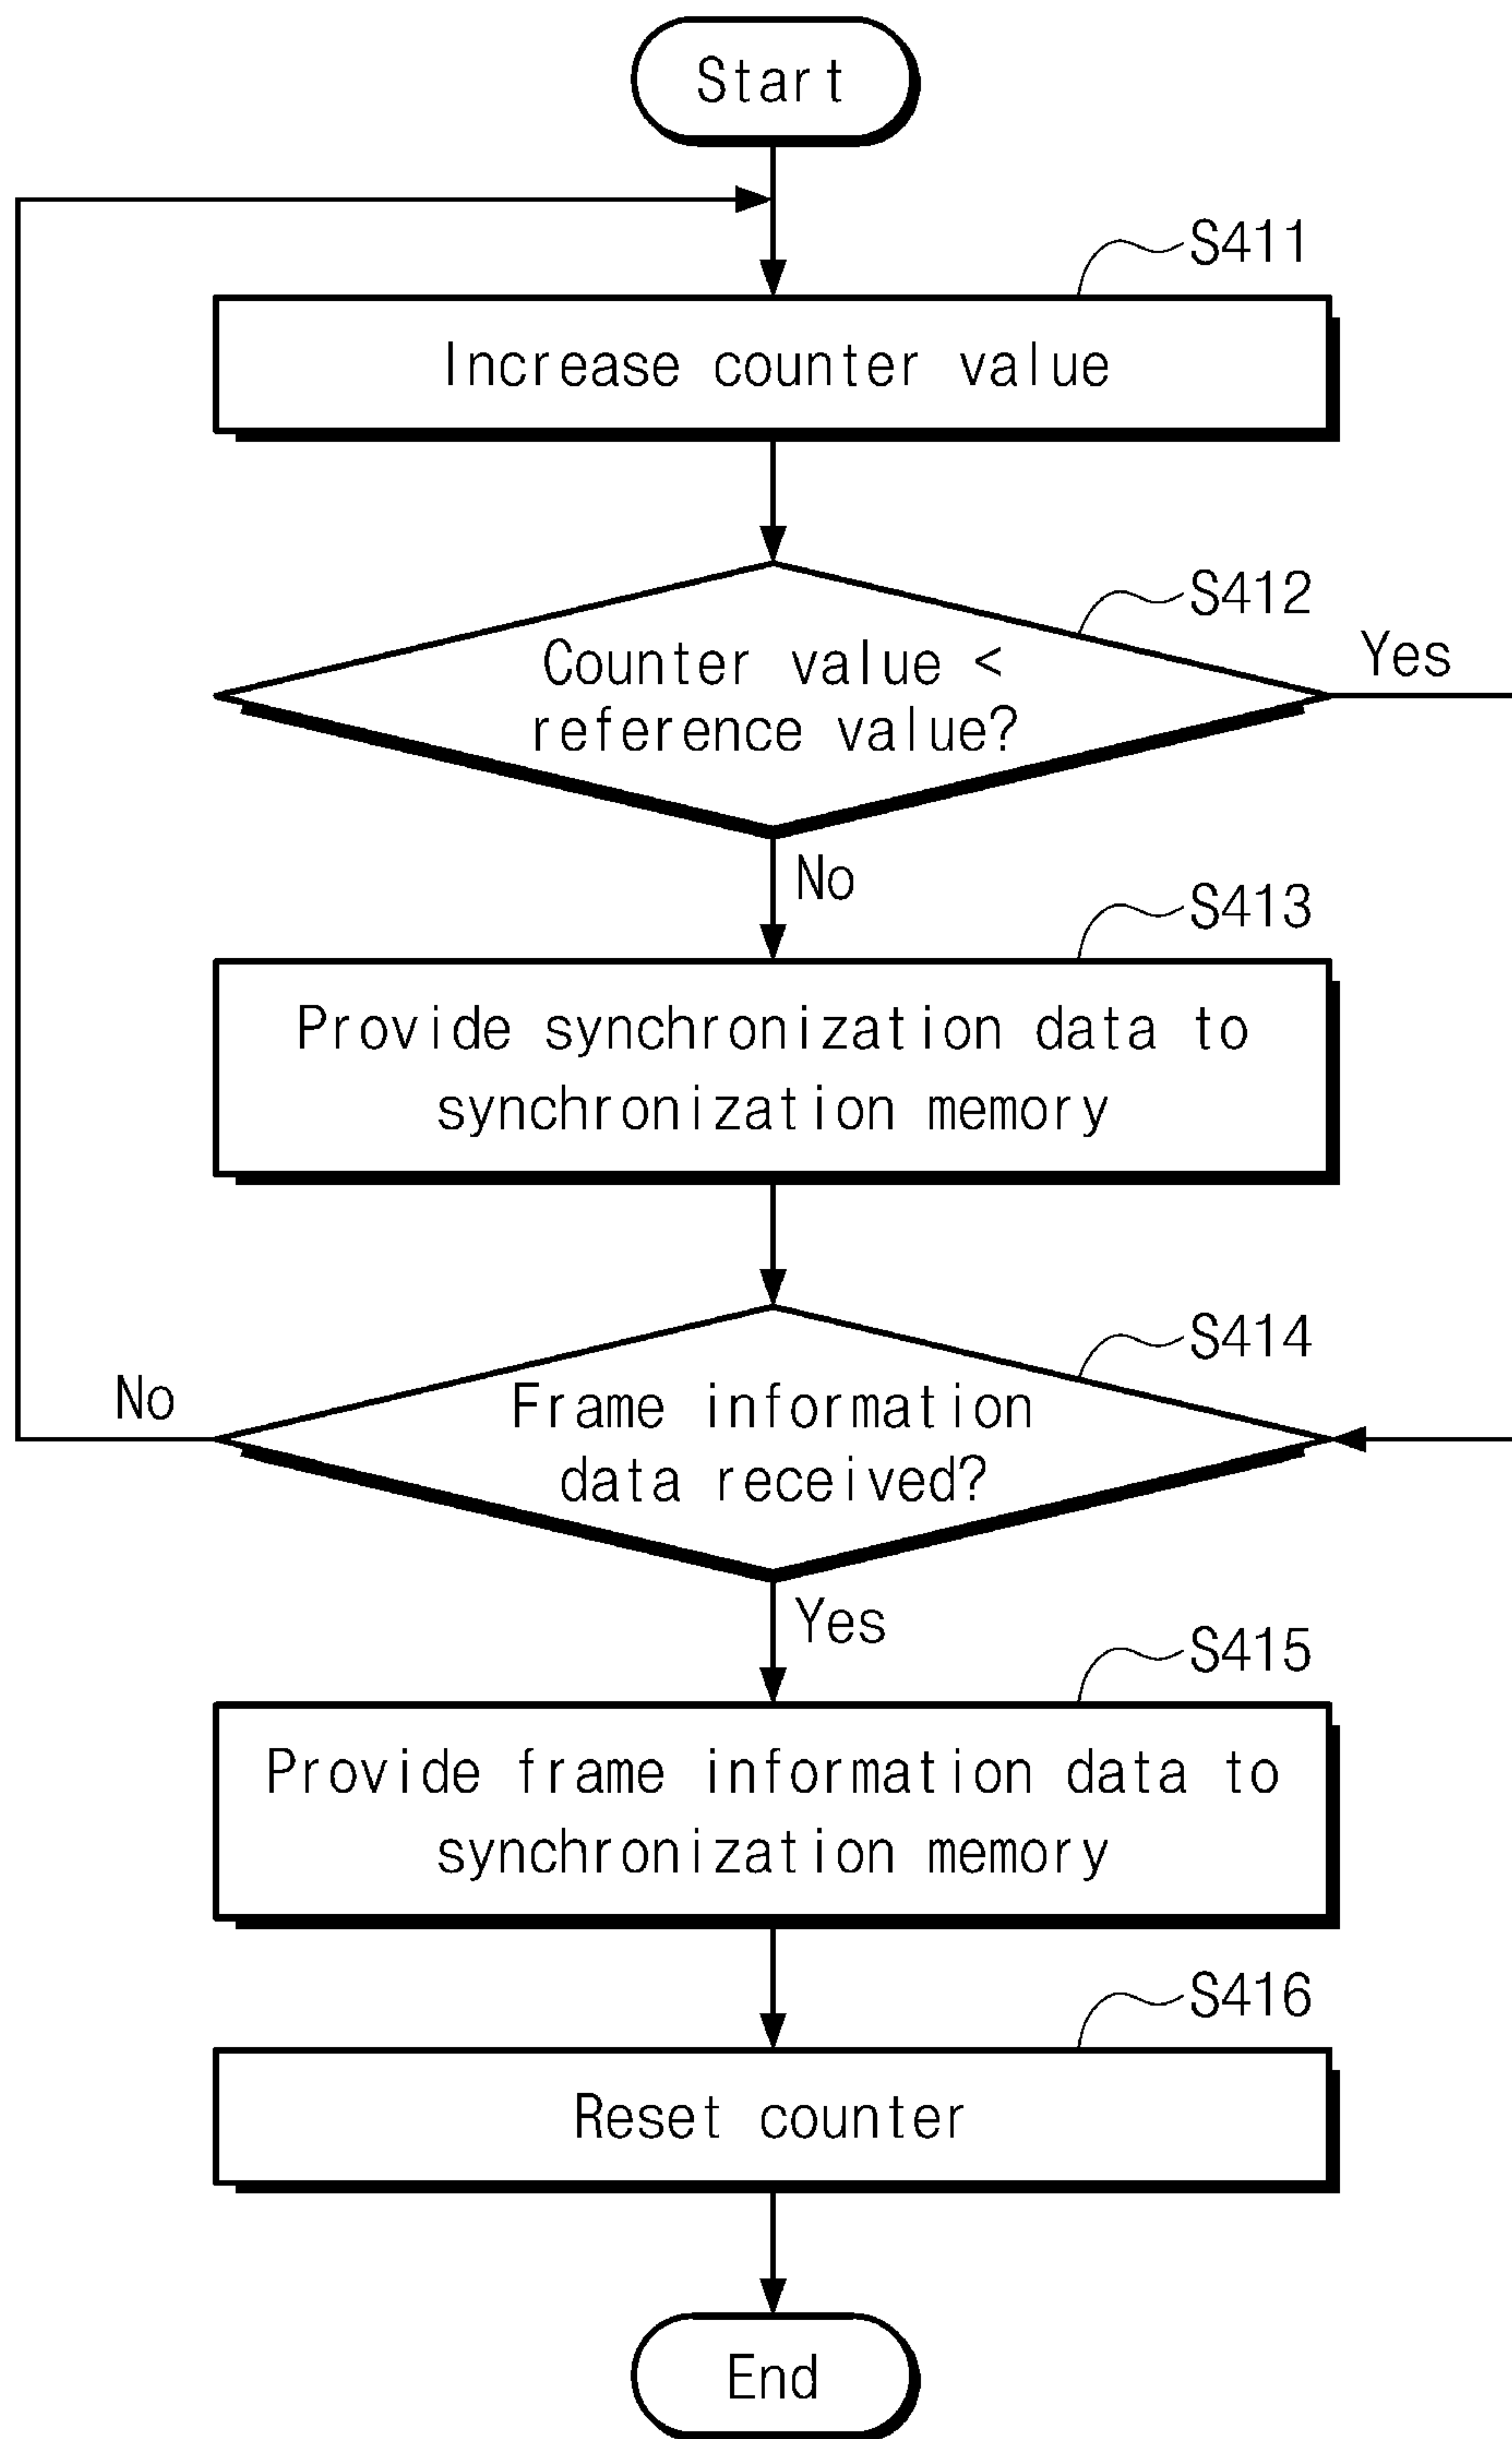 Start
S411
Increase counter value
S412
Counter value <
reference value?
Yes
No
S413
Provide synchronization data to
synchronization memory
S414
Frame information
data received?
No
Yes
S415
Provide frame information data to
synchronization memory
S416
Reset counter
End